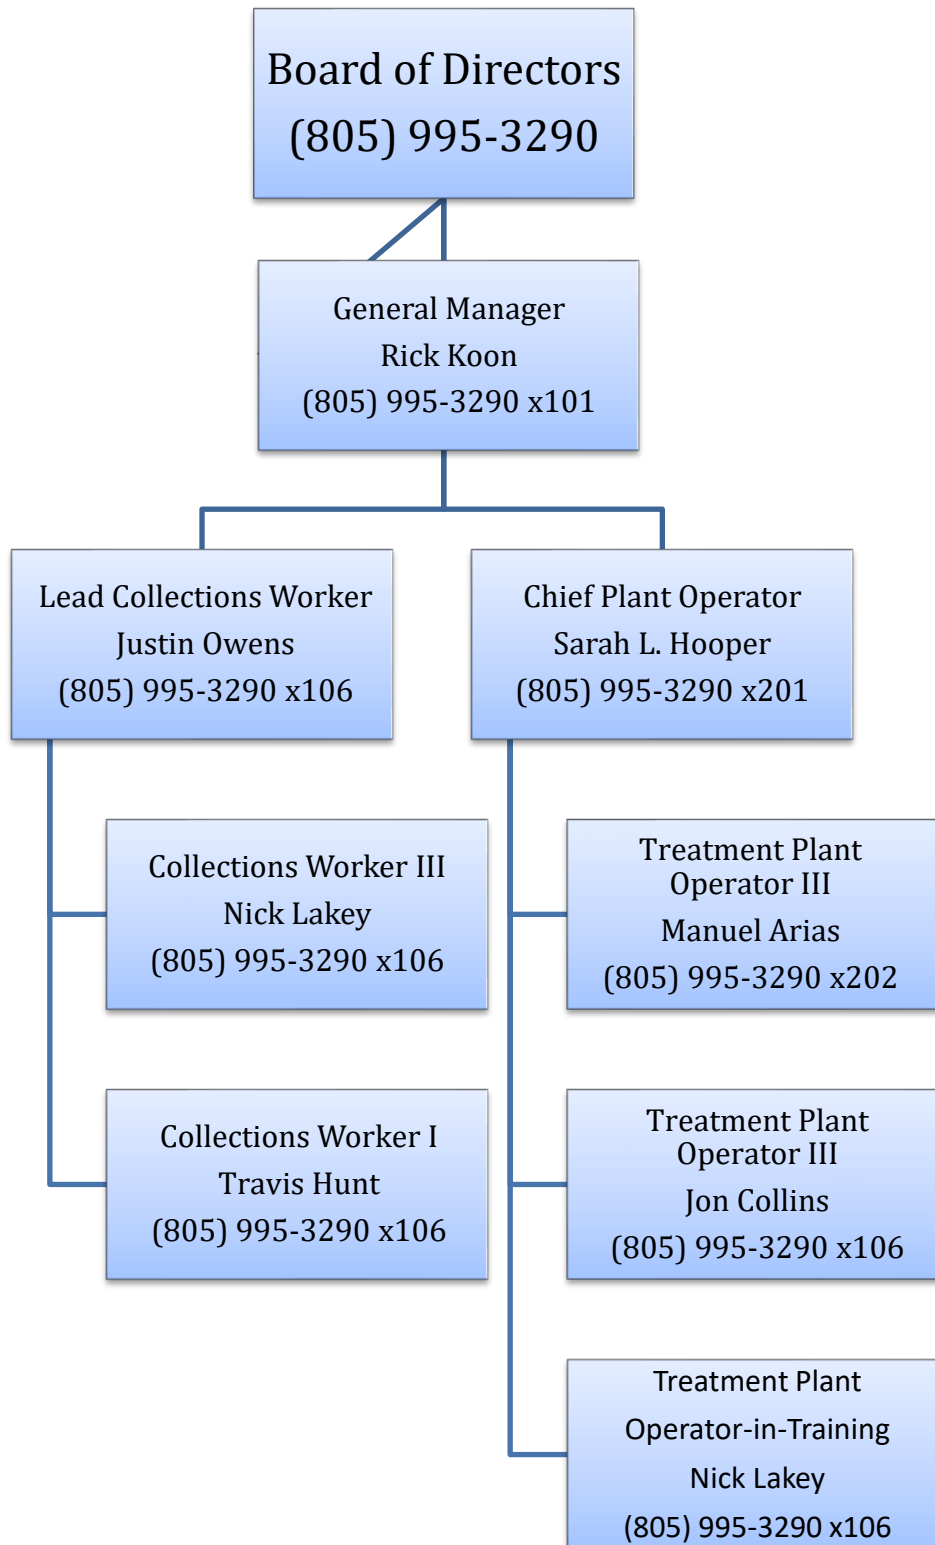 Board of Directors
(805) 995-3290
General Manager
Rick Koon
(805) 995-3290 x101
Lead Collections Worker
Justin Owens
(805) 995-3290 x106
Chief Plant Operator
Sarah L. Hooper
(805) 995-3290 x201
Collections Worker III
Nick Lakey
(805) 995-3290 x106
Treatment Plant
Operator III
Manuel Arias
(805) 995-3290 x202
Collections Worker I
Travis Hunt
(805) 995-3290 x106
Treatment Plant
Operator III
Jon Collins
(805) 995-3290 x106
Treatment Plant
Operator-in-Training
Nick Lakey
(805) 995-3290 x106